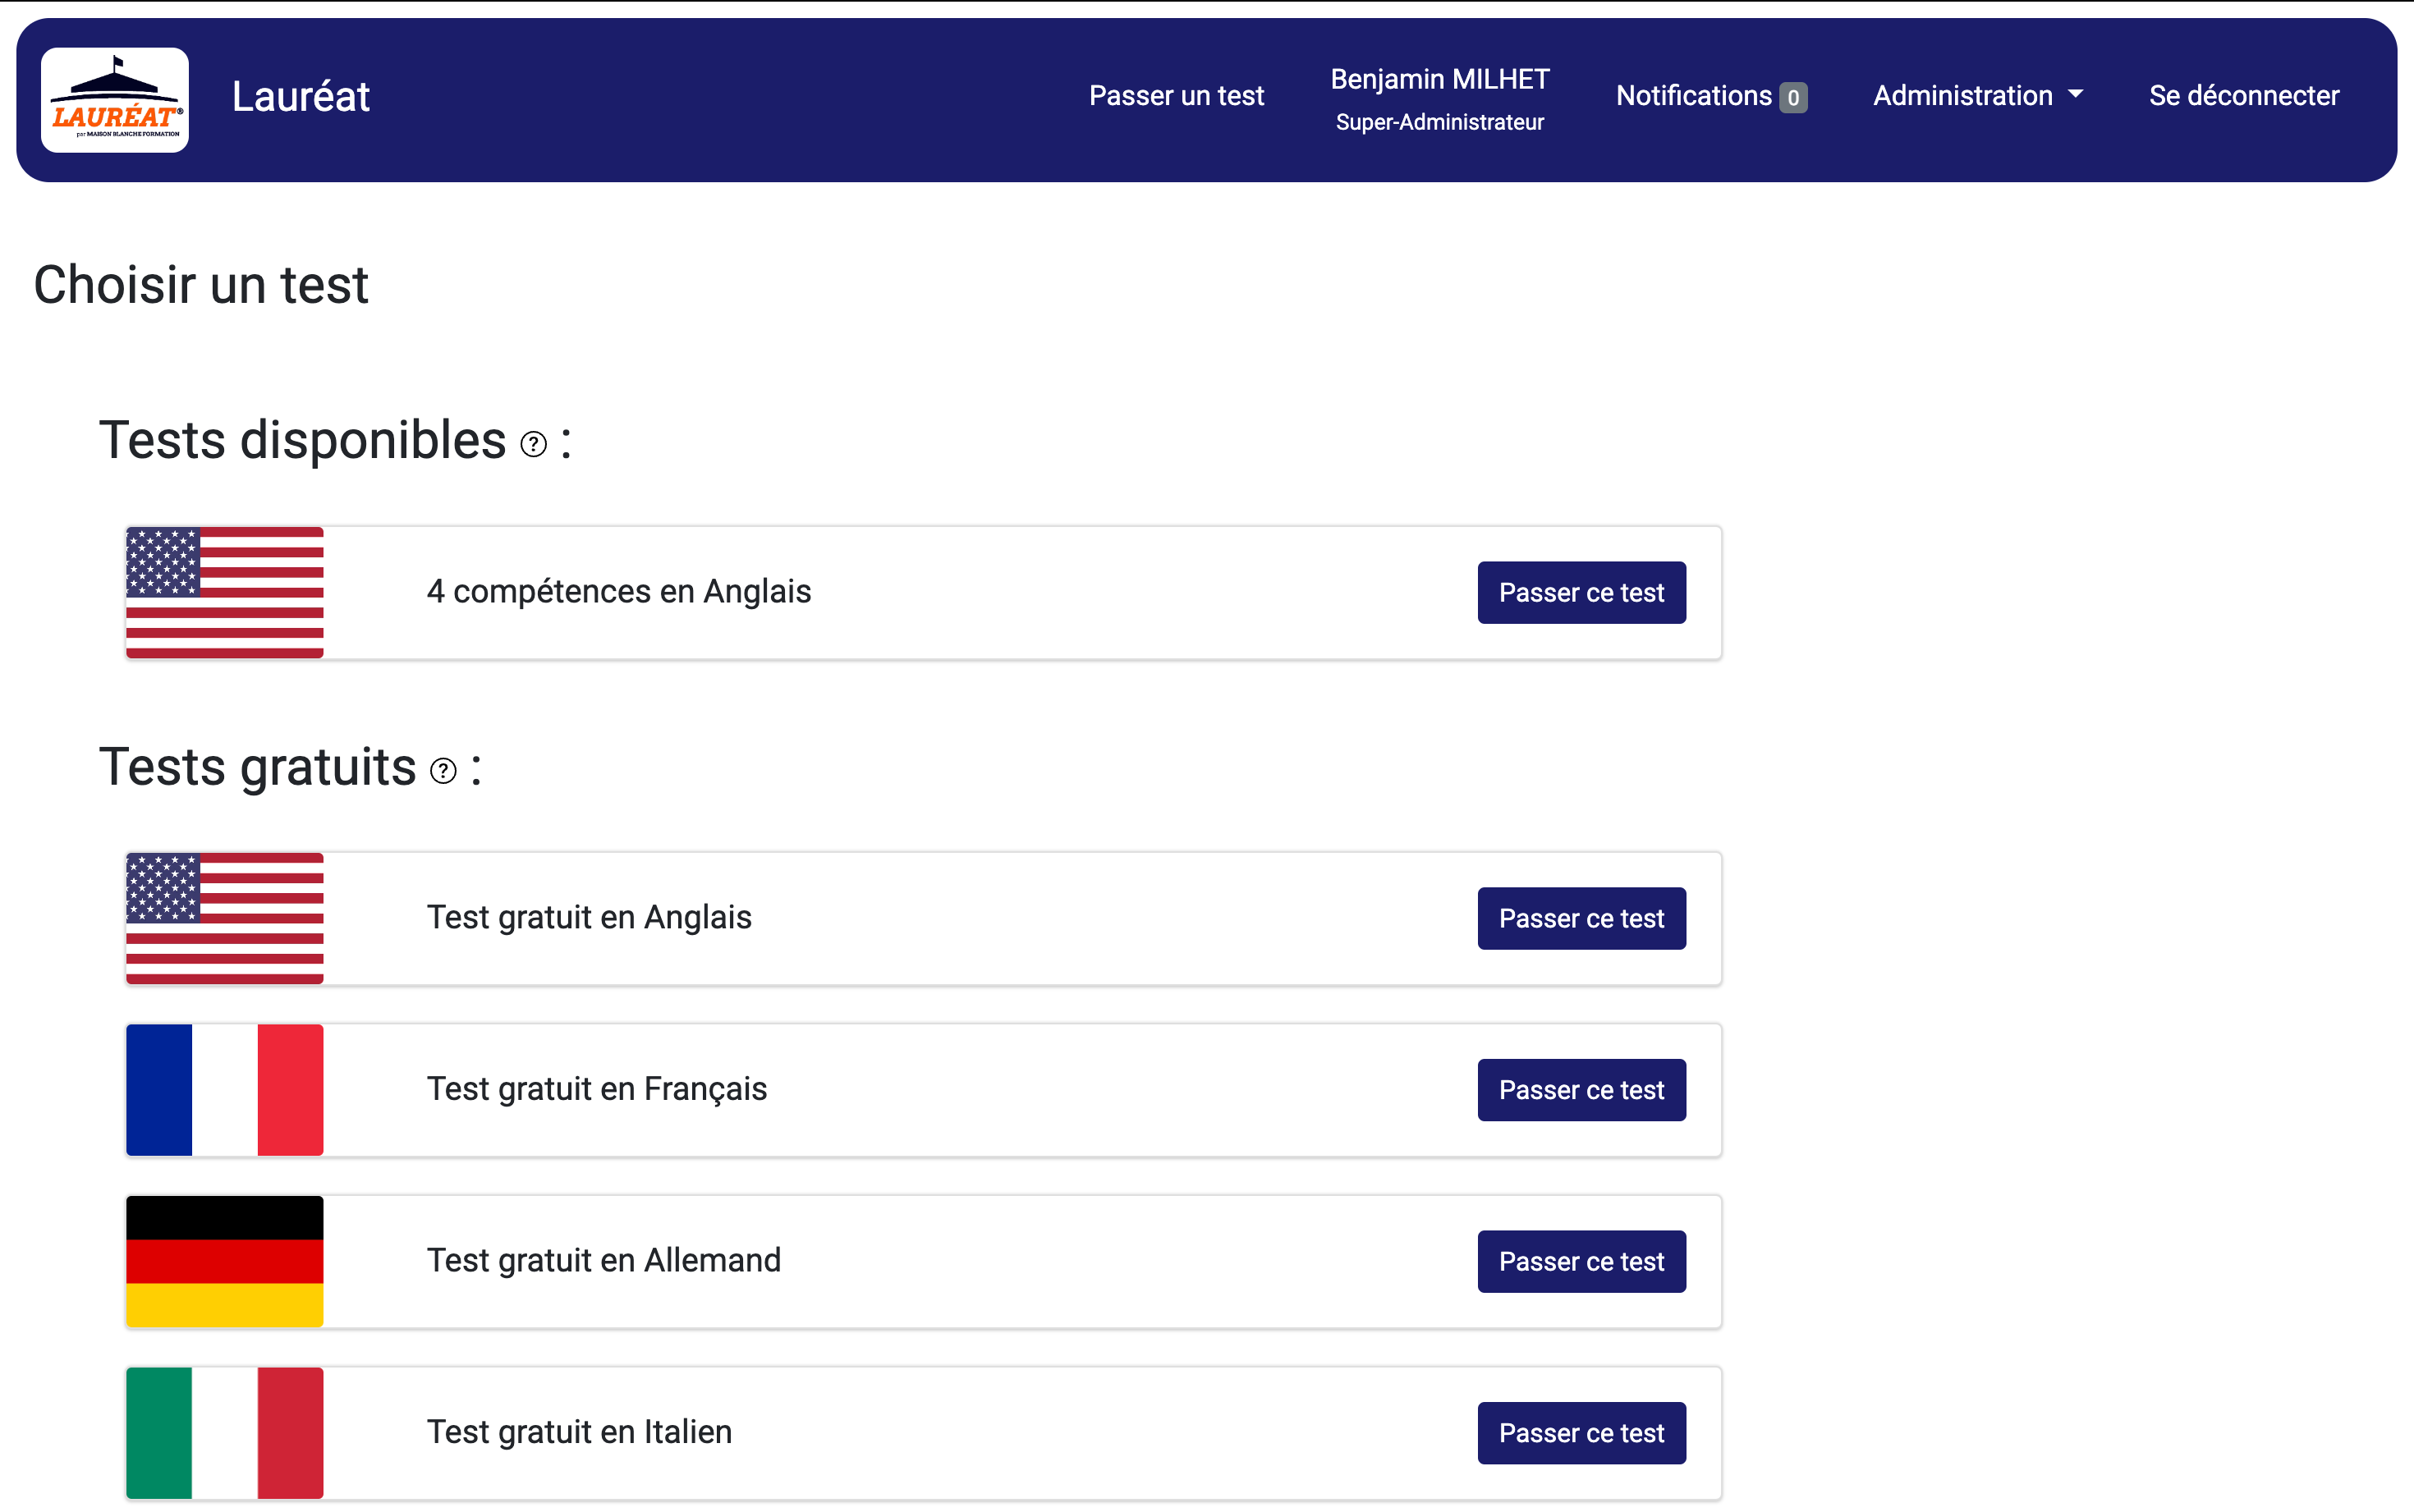 LAURÉAT®
par MAISON BLANCHE FORMATION
Lauréat
Passer un test
Benjamin MILHET
Super-Administrateur
Notifications 0
Administration
Se déconnecter
Choisir un test
Tests disponibles ? :
4 compétences en Anglais
Passer ce test
Tests gratuits ? :
Test gratuit en Anglais
Passer ce test
Test gratuit en Français
Passer ce test
Test gratuit en Allemand
Passer ce test
Test gratuit en Italien
Passer ce test